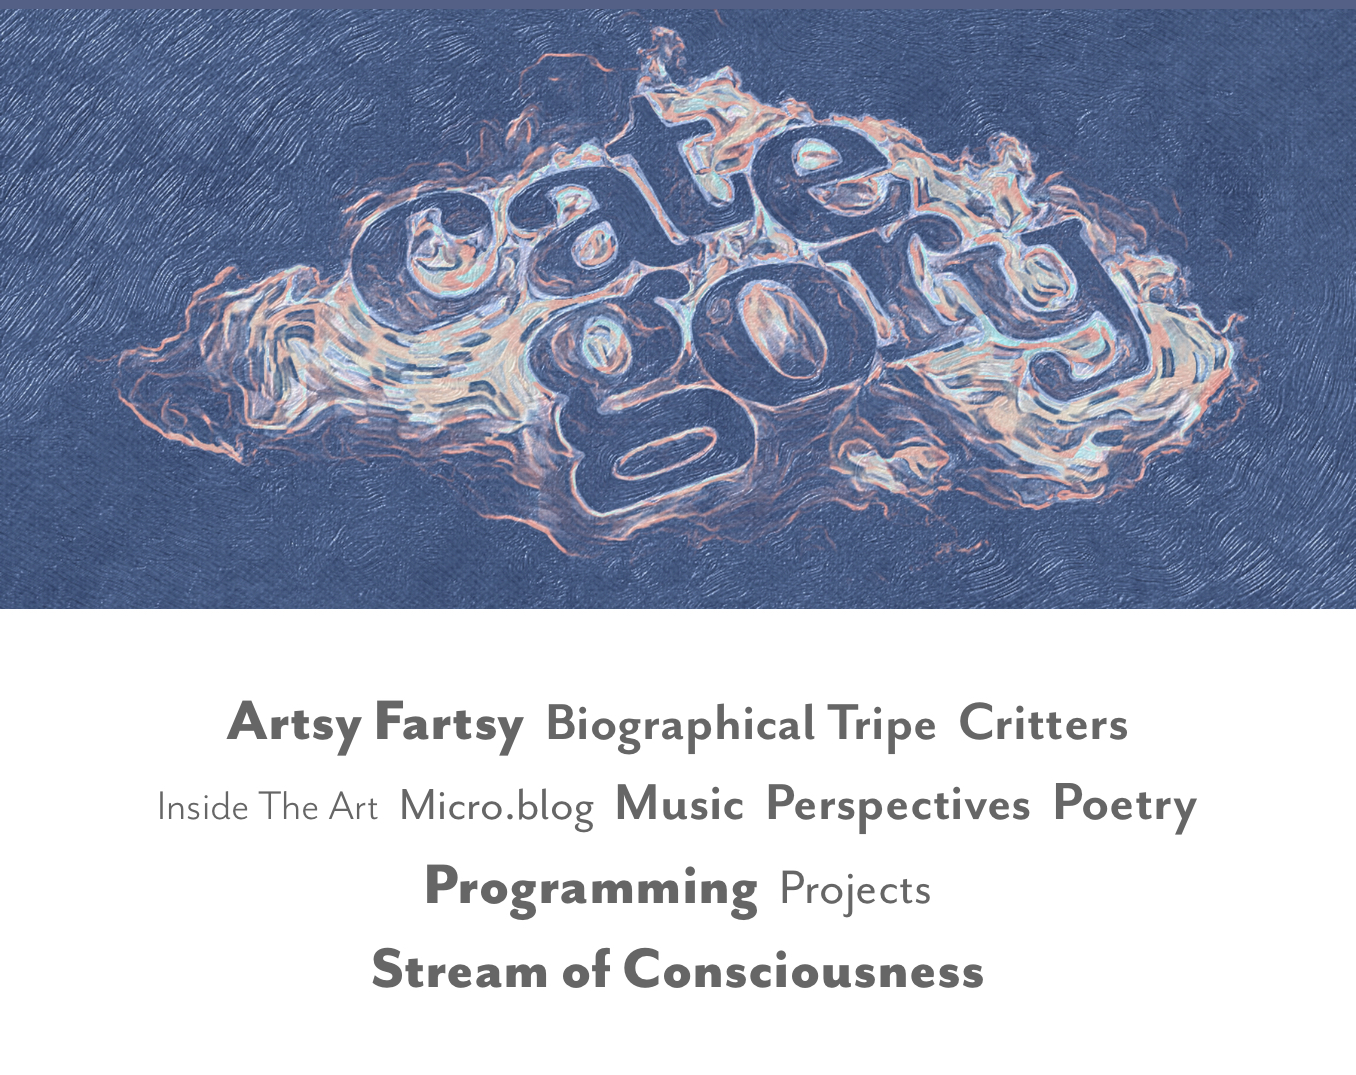 cate
gory
Artsy Fartsy Biographical Tripe Critters
Inside The Art Micro.blog Music Perspectives Poetry
Programming Projects
Stream of Consciousness